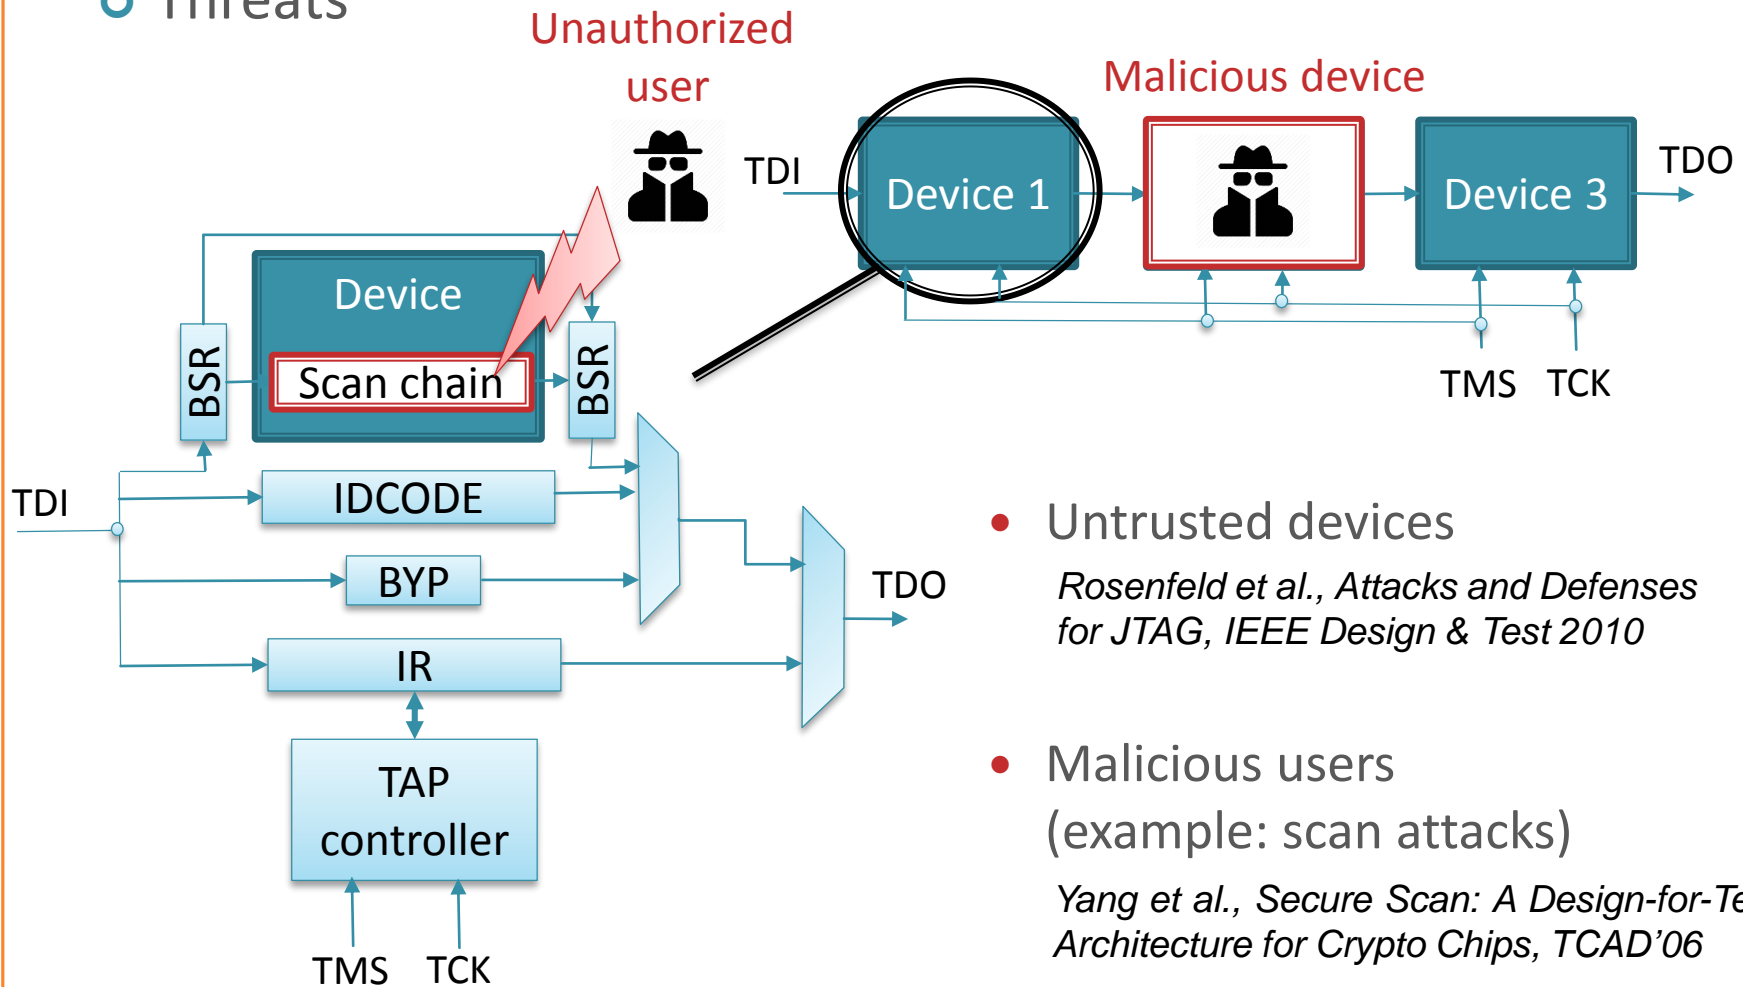 Threats
Unauthorized
user
Malicious device
TDI
Device 1
Device 3
TDO
TMS TCK
Device
Scan chain
BSR
BSR
TDI
IDCODE
BYP
IR
TDO
TAP
controller
TMS TCK
• Untrusted devices
Rosenfeld et al., Attacks and Defenses
for JTAG, IEEE Design & Test 2010
• Malicious users
(example: scan attacks)
Yang et al., Secure Scan: A Design-for-Te
Architecture for Crypto Chips, TCAD’06